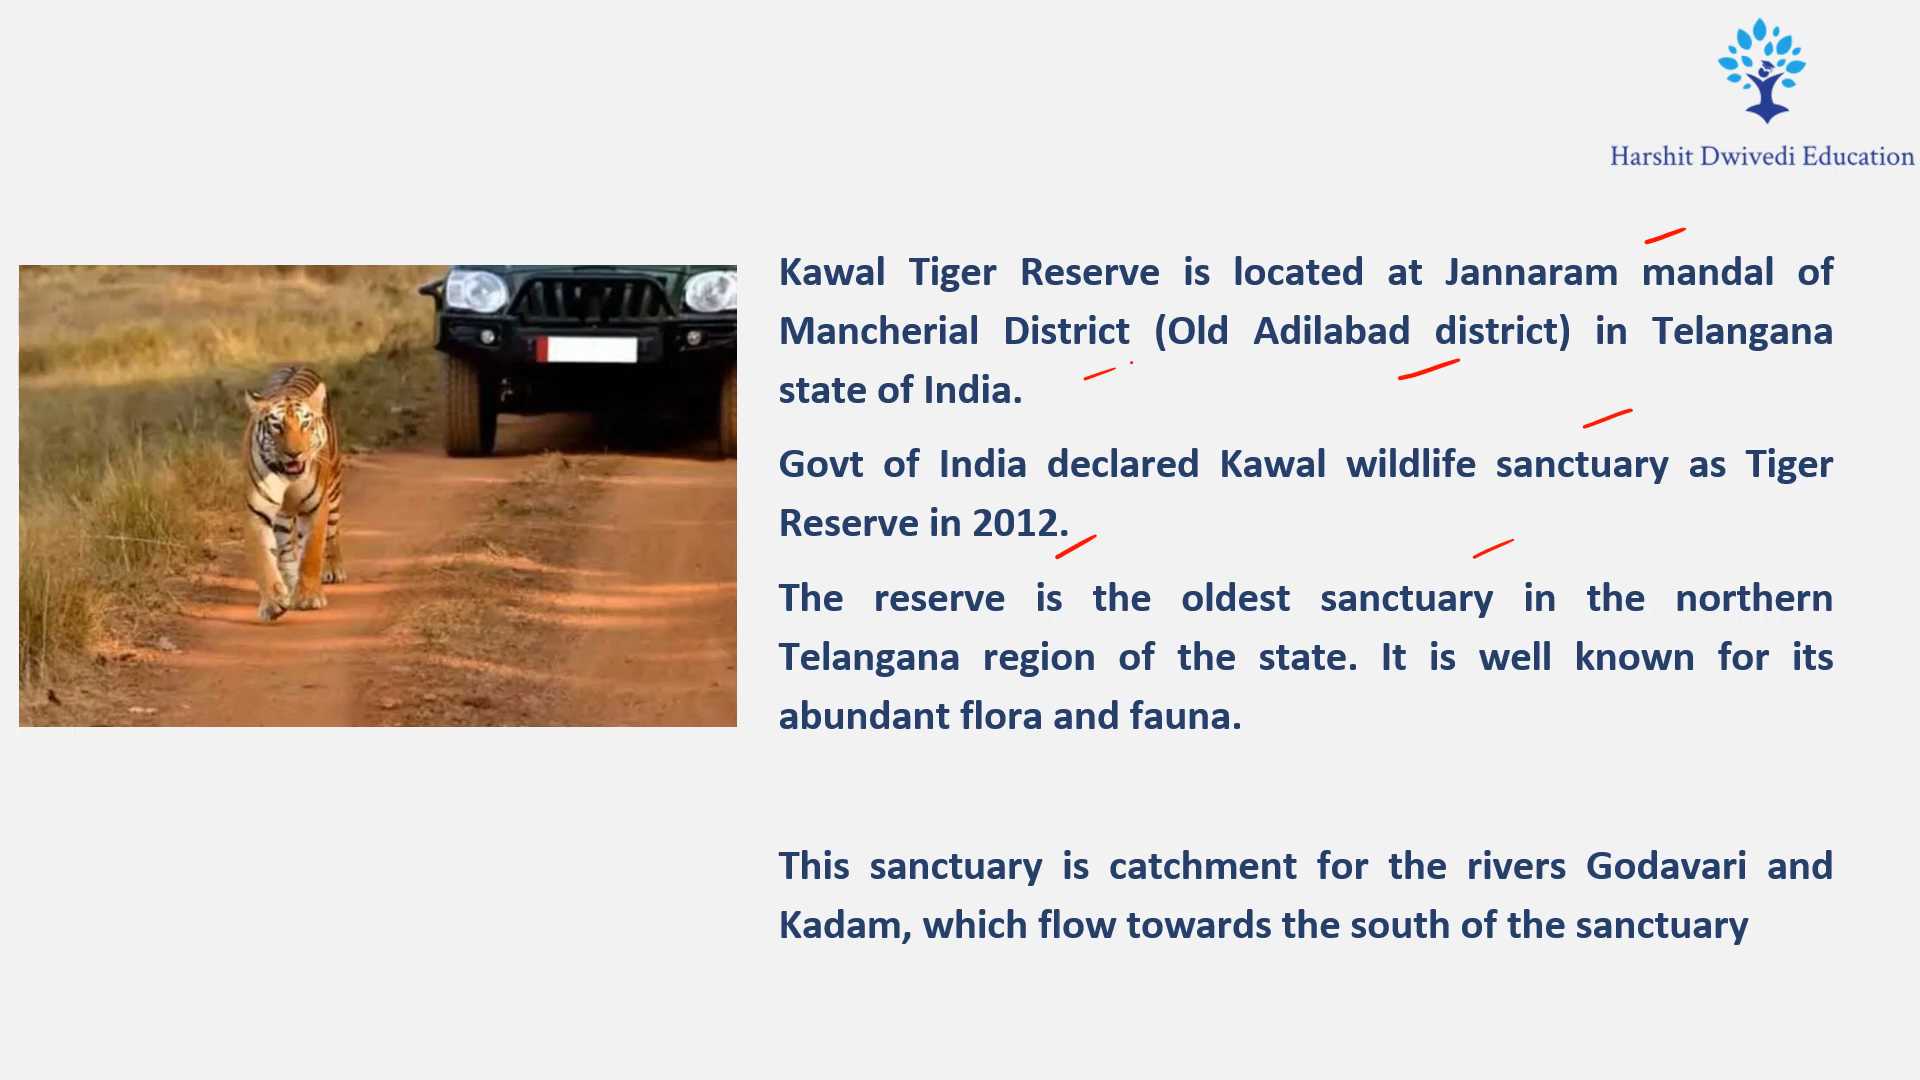 Harshit Dwivedi Education
Kawal Tiger Reserve is located at Jannaram mandal of
Mancherial District (Old Adilabad district) in Telangana
state of India.
Govt of India declared Kawal wildlife sanctuary as Tiger
Reserve in 2012.
The reserve is the oldest sanctuary in the northern
Telangana region of the state. It is well known for its
abundant flora and fauna.
This sanctuary is catchment for the rivers Godavari and
Kadam, which flow towards the south of the sanctuary